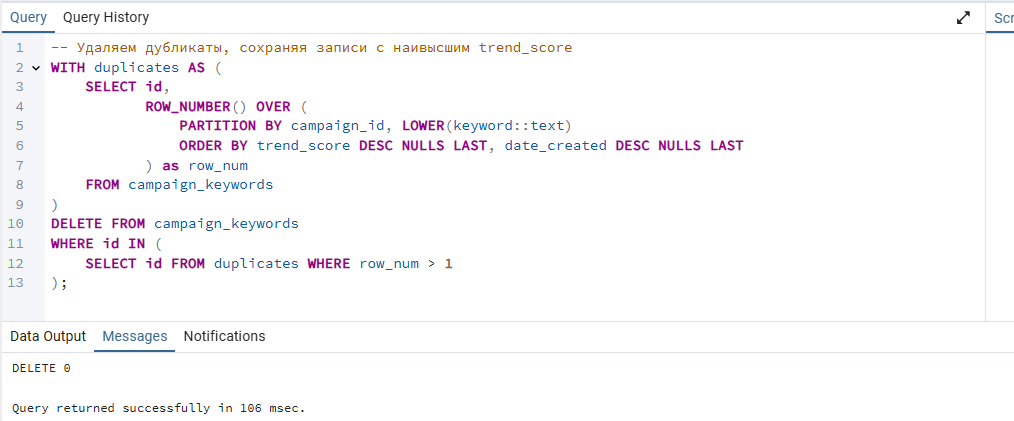 Query Query History Scr
1 -- Удаляем дубликаты, сохраняя записи с наивысшим trend_score
2 WITH duplicates AS (
3 SELECT id,
4 ROW_NUMBER() OVER (
5 PARTITION BY campaign_id, LOWER(keyword::text)
6 ORDER BY trend_score DESC NULLS LAST, date_created DESC NULLS LAST
7 ) as row_num
8 FROM campaign_keywords
9 )
10 DELETE FROM campaign_keywords
11 WHERE id IN (
12 SELECT id FROM duplicates WHERE row_num > 1
13 );
Data Output Messages Notifications
DELETE 0
Query returned successfully in 106 msec.